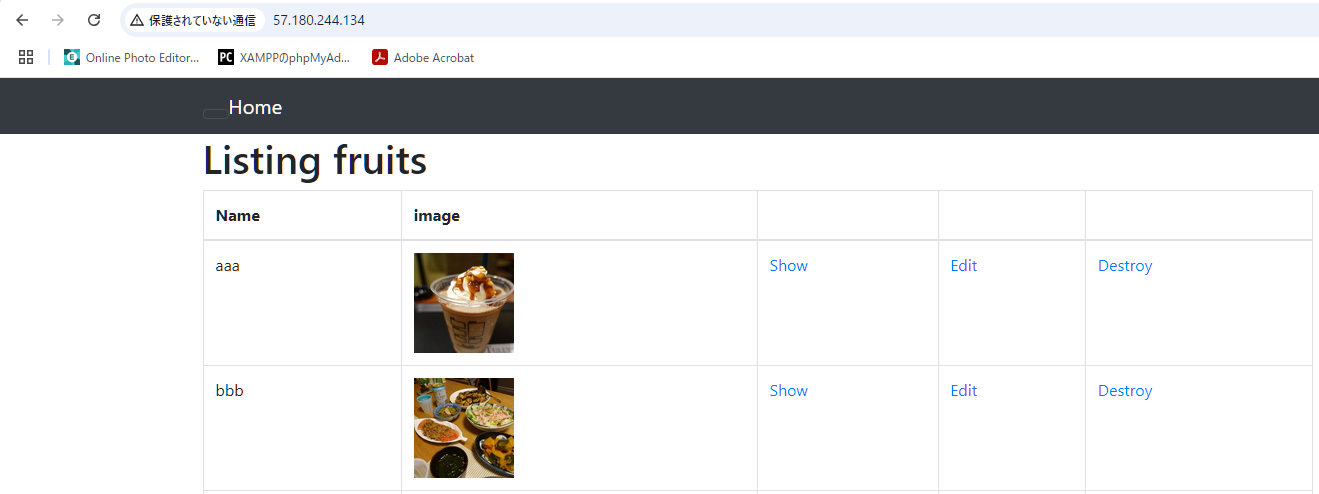 保護されていない通信 57.180.244.134
Online Photo Editor... PC XAMPPのphpMyAd... Adobe Acrobat
Home
Listing fruits
Name image
aaa Show Edit Destroy
bbb Show Edit Destroy